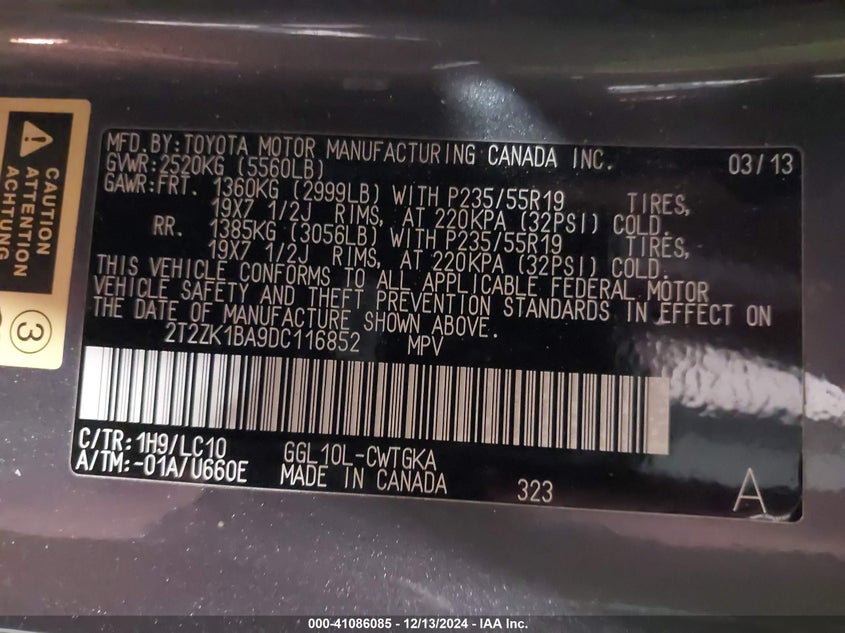 CAUTION
ATTENTION
ACHTUNG
3
MFD.BY:TOYOTA MOTOR MANUFACTURING CANADA INC. 03/13
GVWR:2520KG (5560LB)
GAWR:FRT. 1360KG (2999LB) WITH P235/55R19 TIRES,
19X7 1/2J RIMS, AT 220KPA (32PSI) COLD.
RR. 1385KG (3056LB) WITH P235/55R19 TIRES,
19X7 1/2J RIMS, AT 220KPA (32PSI) COLD.
THIS VEHICLE CONFORMS TO ALL APPLICABLE FEDERAL MOTOR
VEHICLE SAFETY AND THEFT PREVENTION STANDARDS IN EFFECT ON
THE DATE OF MANUFACTURE SHOWN ABOVE.
2T2ZK1BA9DC116852 MPV
C/TR:1H9/LC10 GGL10L-CWTGKA
A/TM:-01A/U660E MADE IN CANADA 323 A
000-41086085 - 12/13/2024 - IAA Inc.